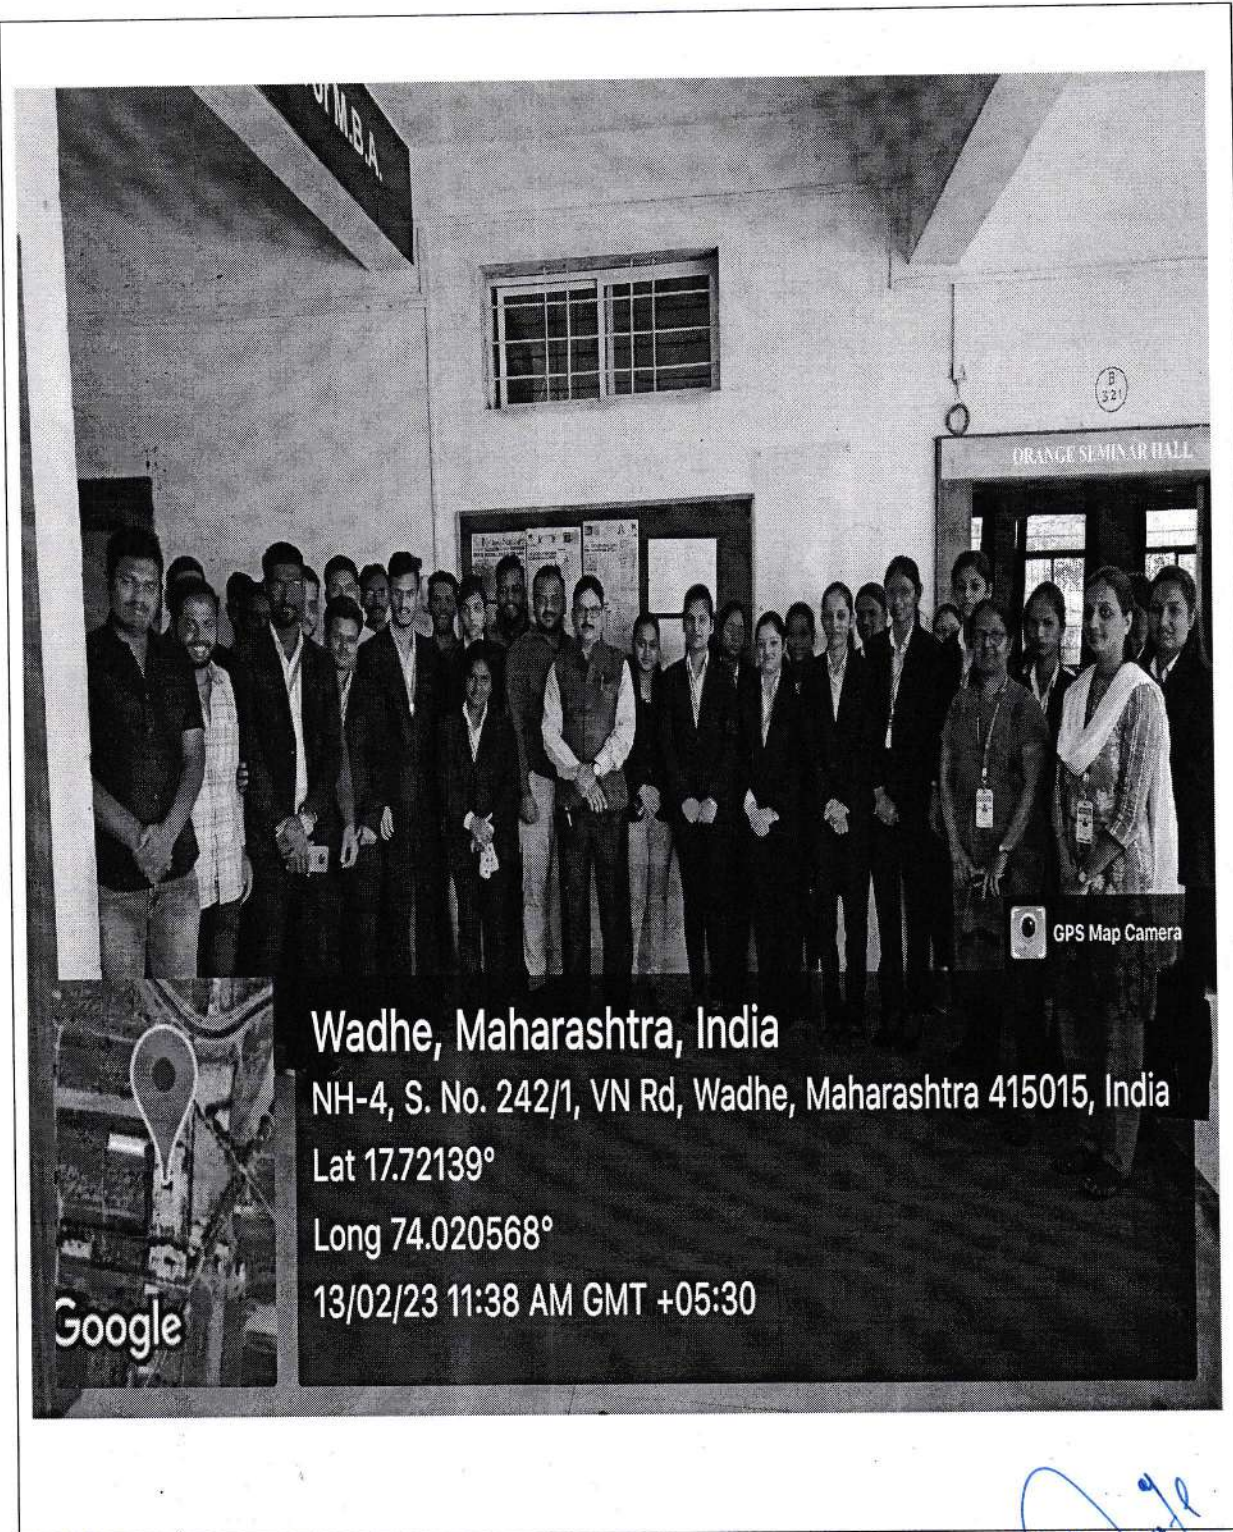 of M.B.A.
B
321
ORANGE SEMINAR HALL
GPS Map Camera
Wadhe, Maharashtra, India
NH-4, S. No. 242/1, VN Rd, Wadhe, Maharashtra 415015, India
Lat 17.72139°
Long 74.020568°
13/02/23 11:38 AM GMT +05:30
Google